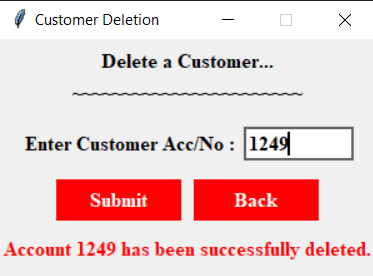 Customer Deletion
Delete a Customer...
~~~~~~~~~~~~~~~~~~~~~~~
Enter Customer Acc/No : 1249
Submit Back
Account 1249 has been successfully deleted.